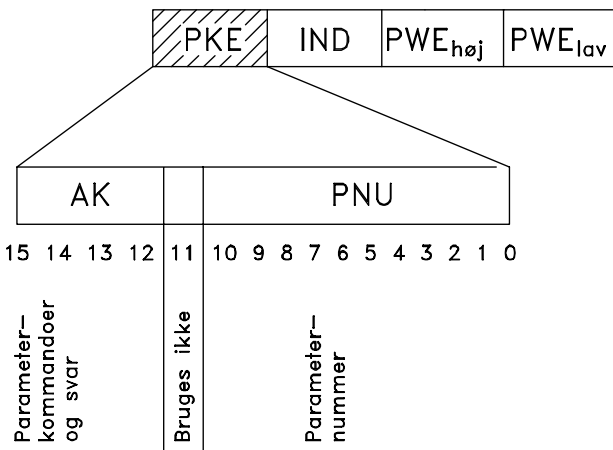 PKE IND PWEhøj PWElav
AK PNU
15 14 13 12 11 10 9 8 7 6 5 4 3 2 1 0
Parameter–
kommandoer
og svar
Bruges ikke
Parameter–
nummer